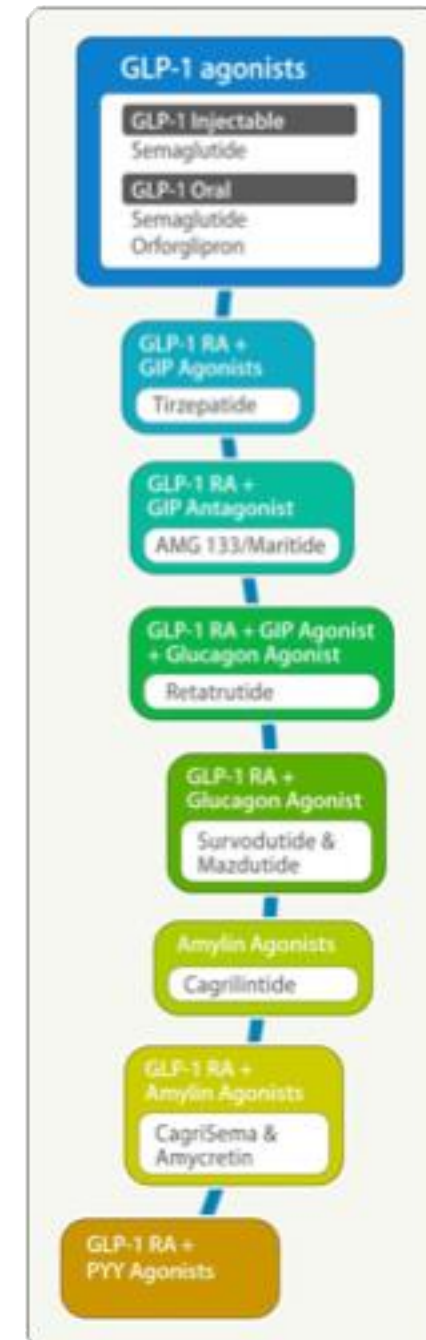 GLP-1 agonists
GLP-1 Injectable
Semaglutide
GLP-1 Oral
Semaglutide
Orforglipron
GLP-1 RA +
GIP Agonists
Tirzepatide
GLP-1 RA +
GIP Antagonist
AMG 133/Maritide
GLP-1 RA + GIP Agonist
+ Glucagon Agonist
Retatrutide
GLP-1 RA +
Glucagon Agonist
Survodutide &
Mazdutide
Amylin Agonists
Cagrilintide
GLP-1 RA +
Amylin Agonists
CagriSema &
Amycretin
GLP-1 RA +
PYY Agonists